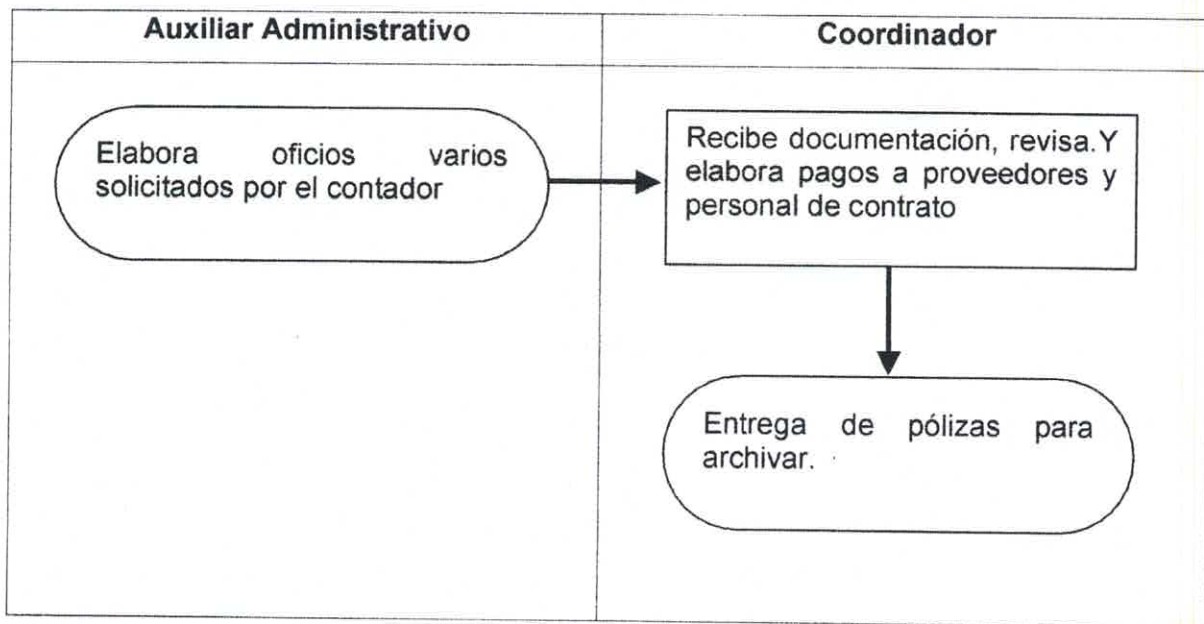 Auxiliar Administrativo
Coordinador
Elabora oficios varios
solicitados por el contador
Recibe documentación, revisa.Y
elabora pagos a proveedores y
personal de contrato
Entrega de pólizas para
archivar.